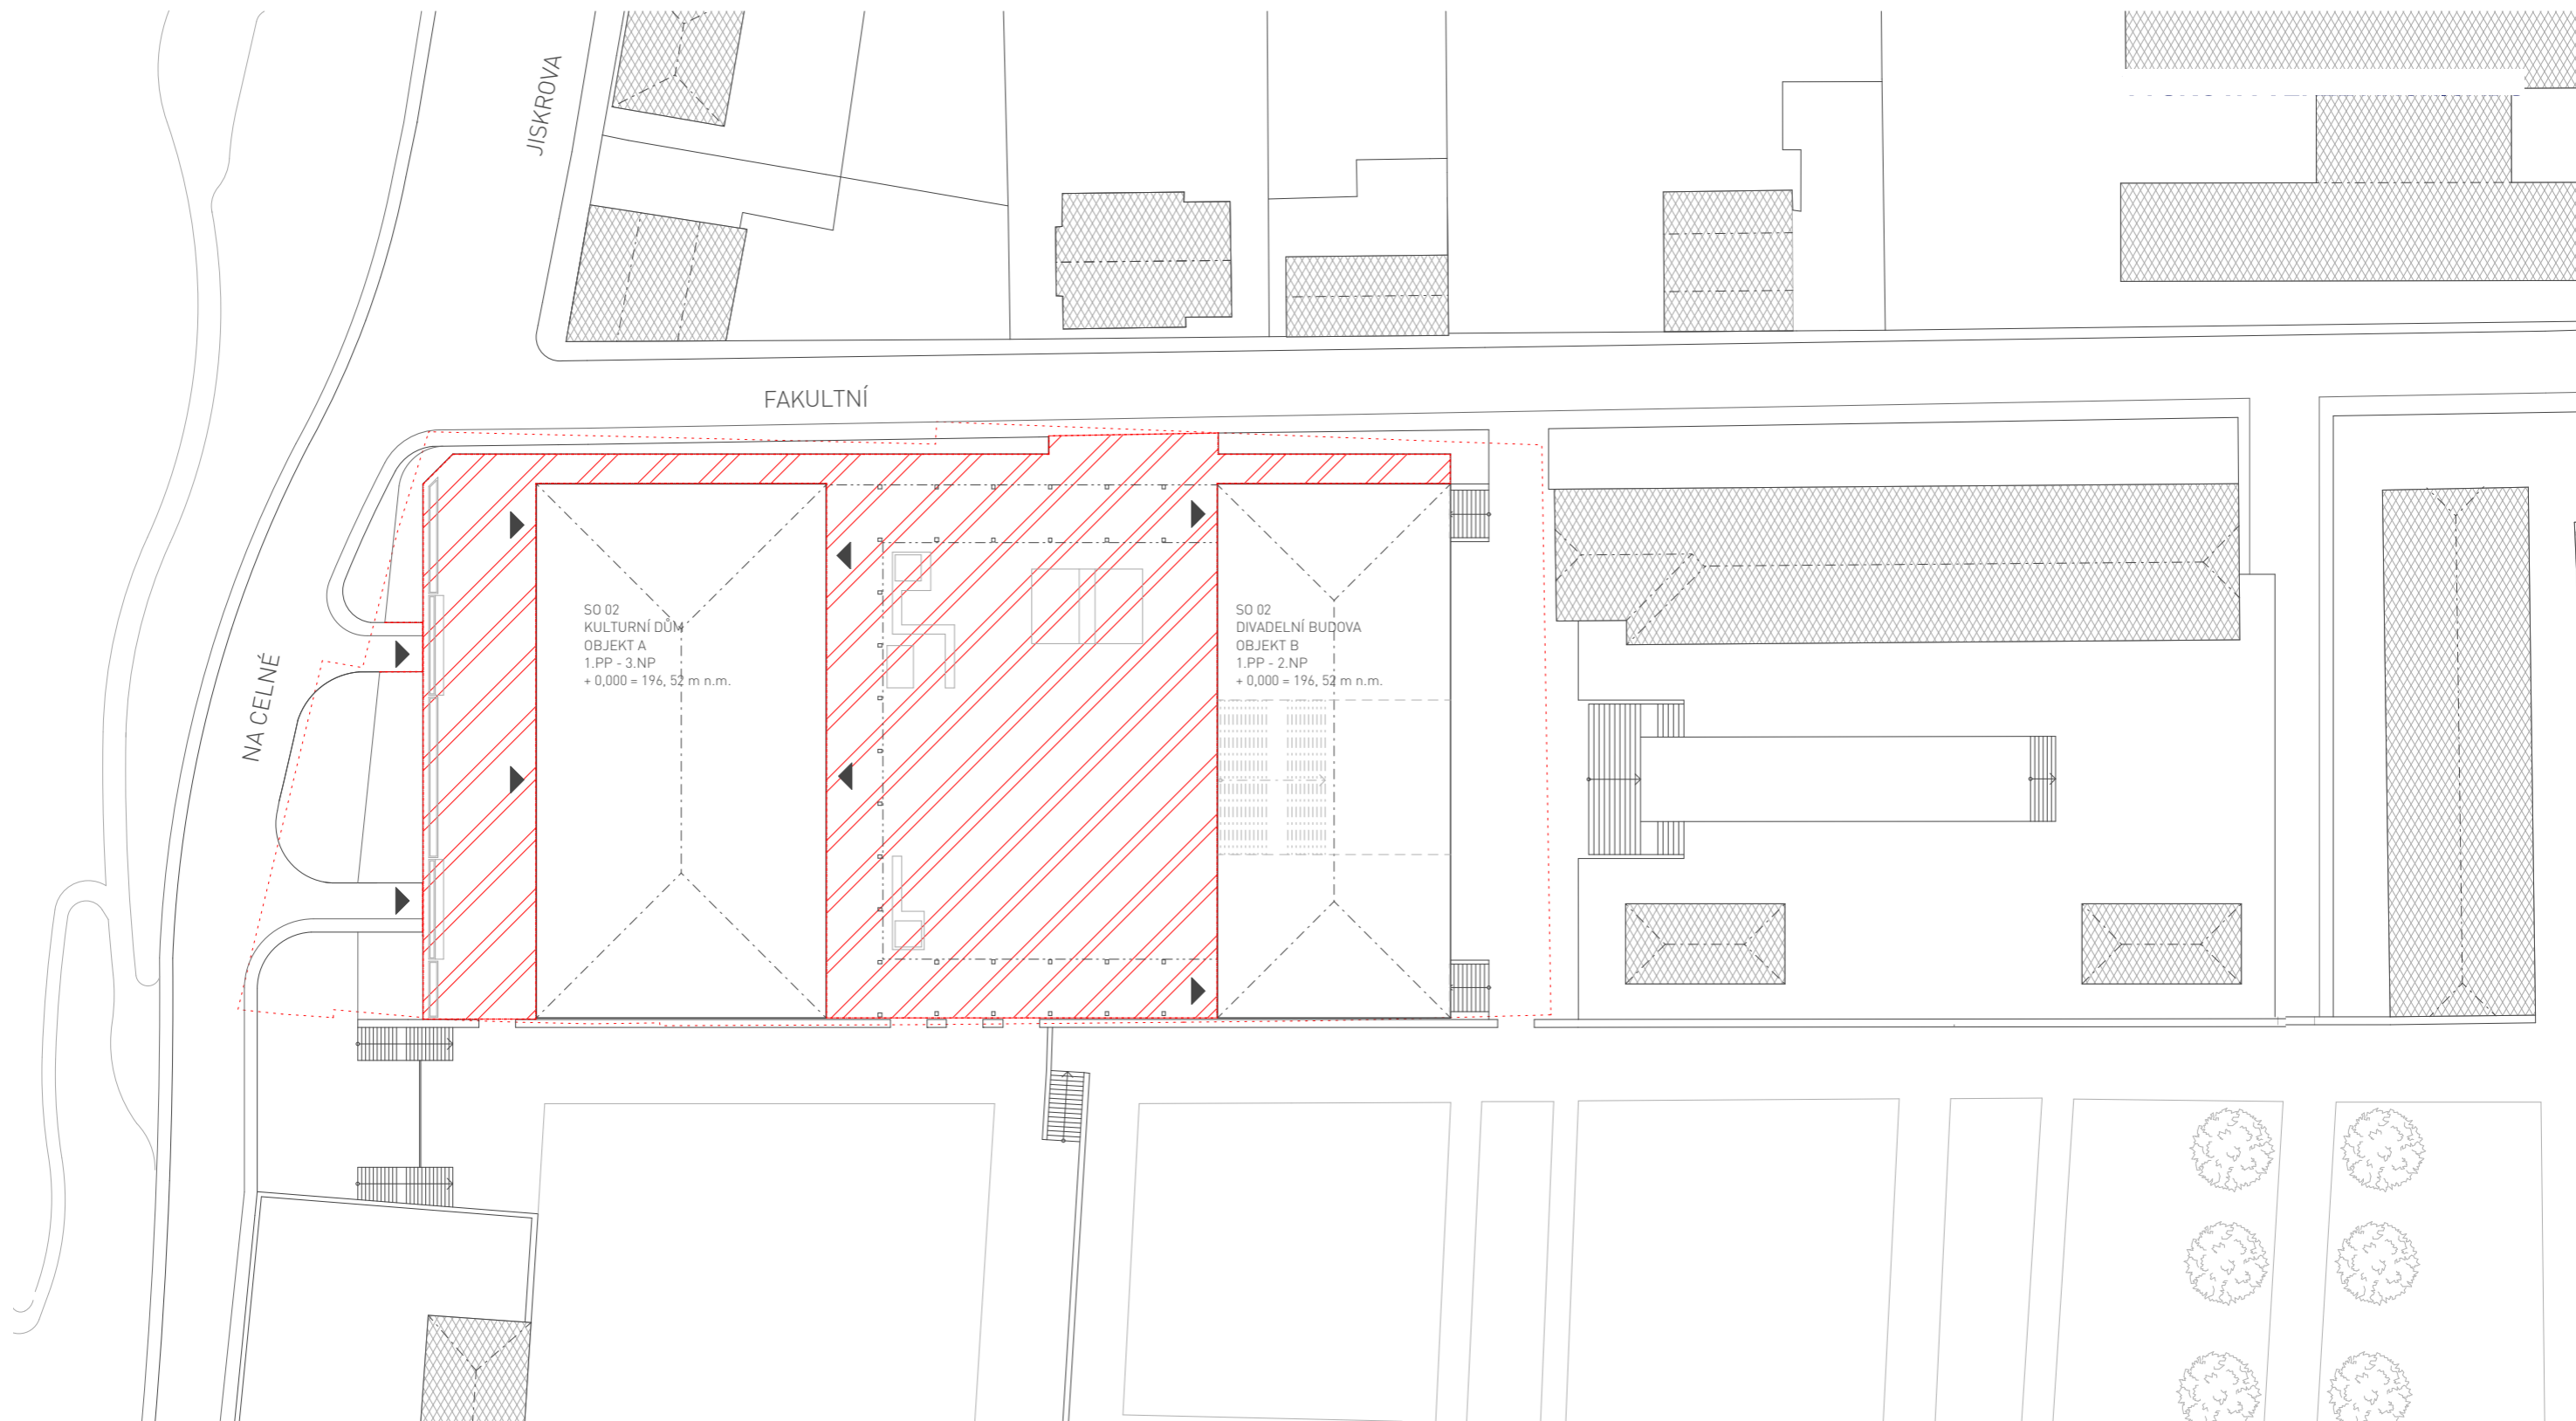 JISKROVA
FAKULTNÍ
NA CELNÉ
SO 02
KULTURNÍ DŮM
OBJEKT A
1.PP - 3.NP
+ 0,000 = 196, 52 m n.m.
SO 02
DIVADELNÍ BUDOVA
OBJEKT B
1.PP - 2.NP
+ 0,000 = 196, 52 m n.m.